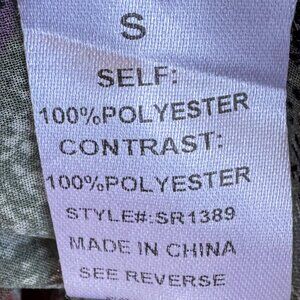 S
SELF:
100%POLYESTER
CONTRAST:
100%POLYESTER
STYLE#:SR1389
MADE IN CHINA
SEE REVERSE